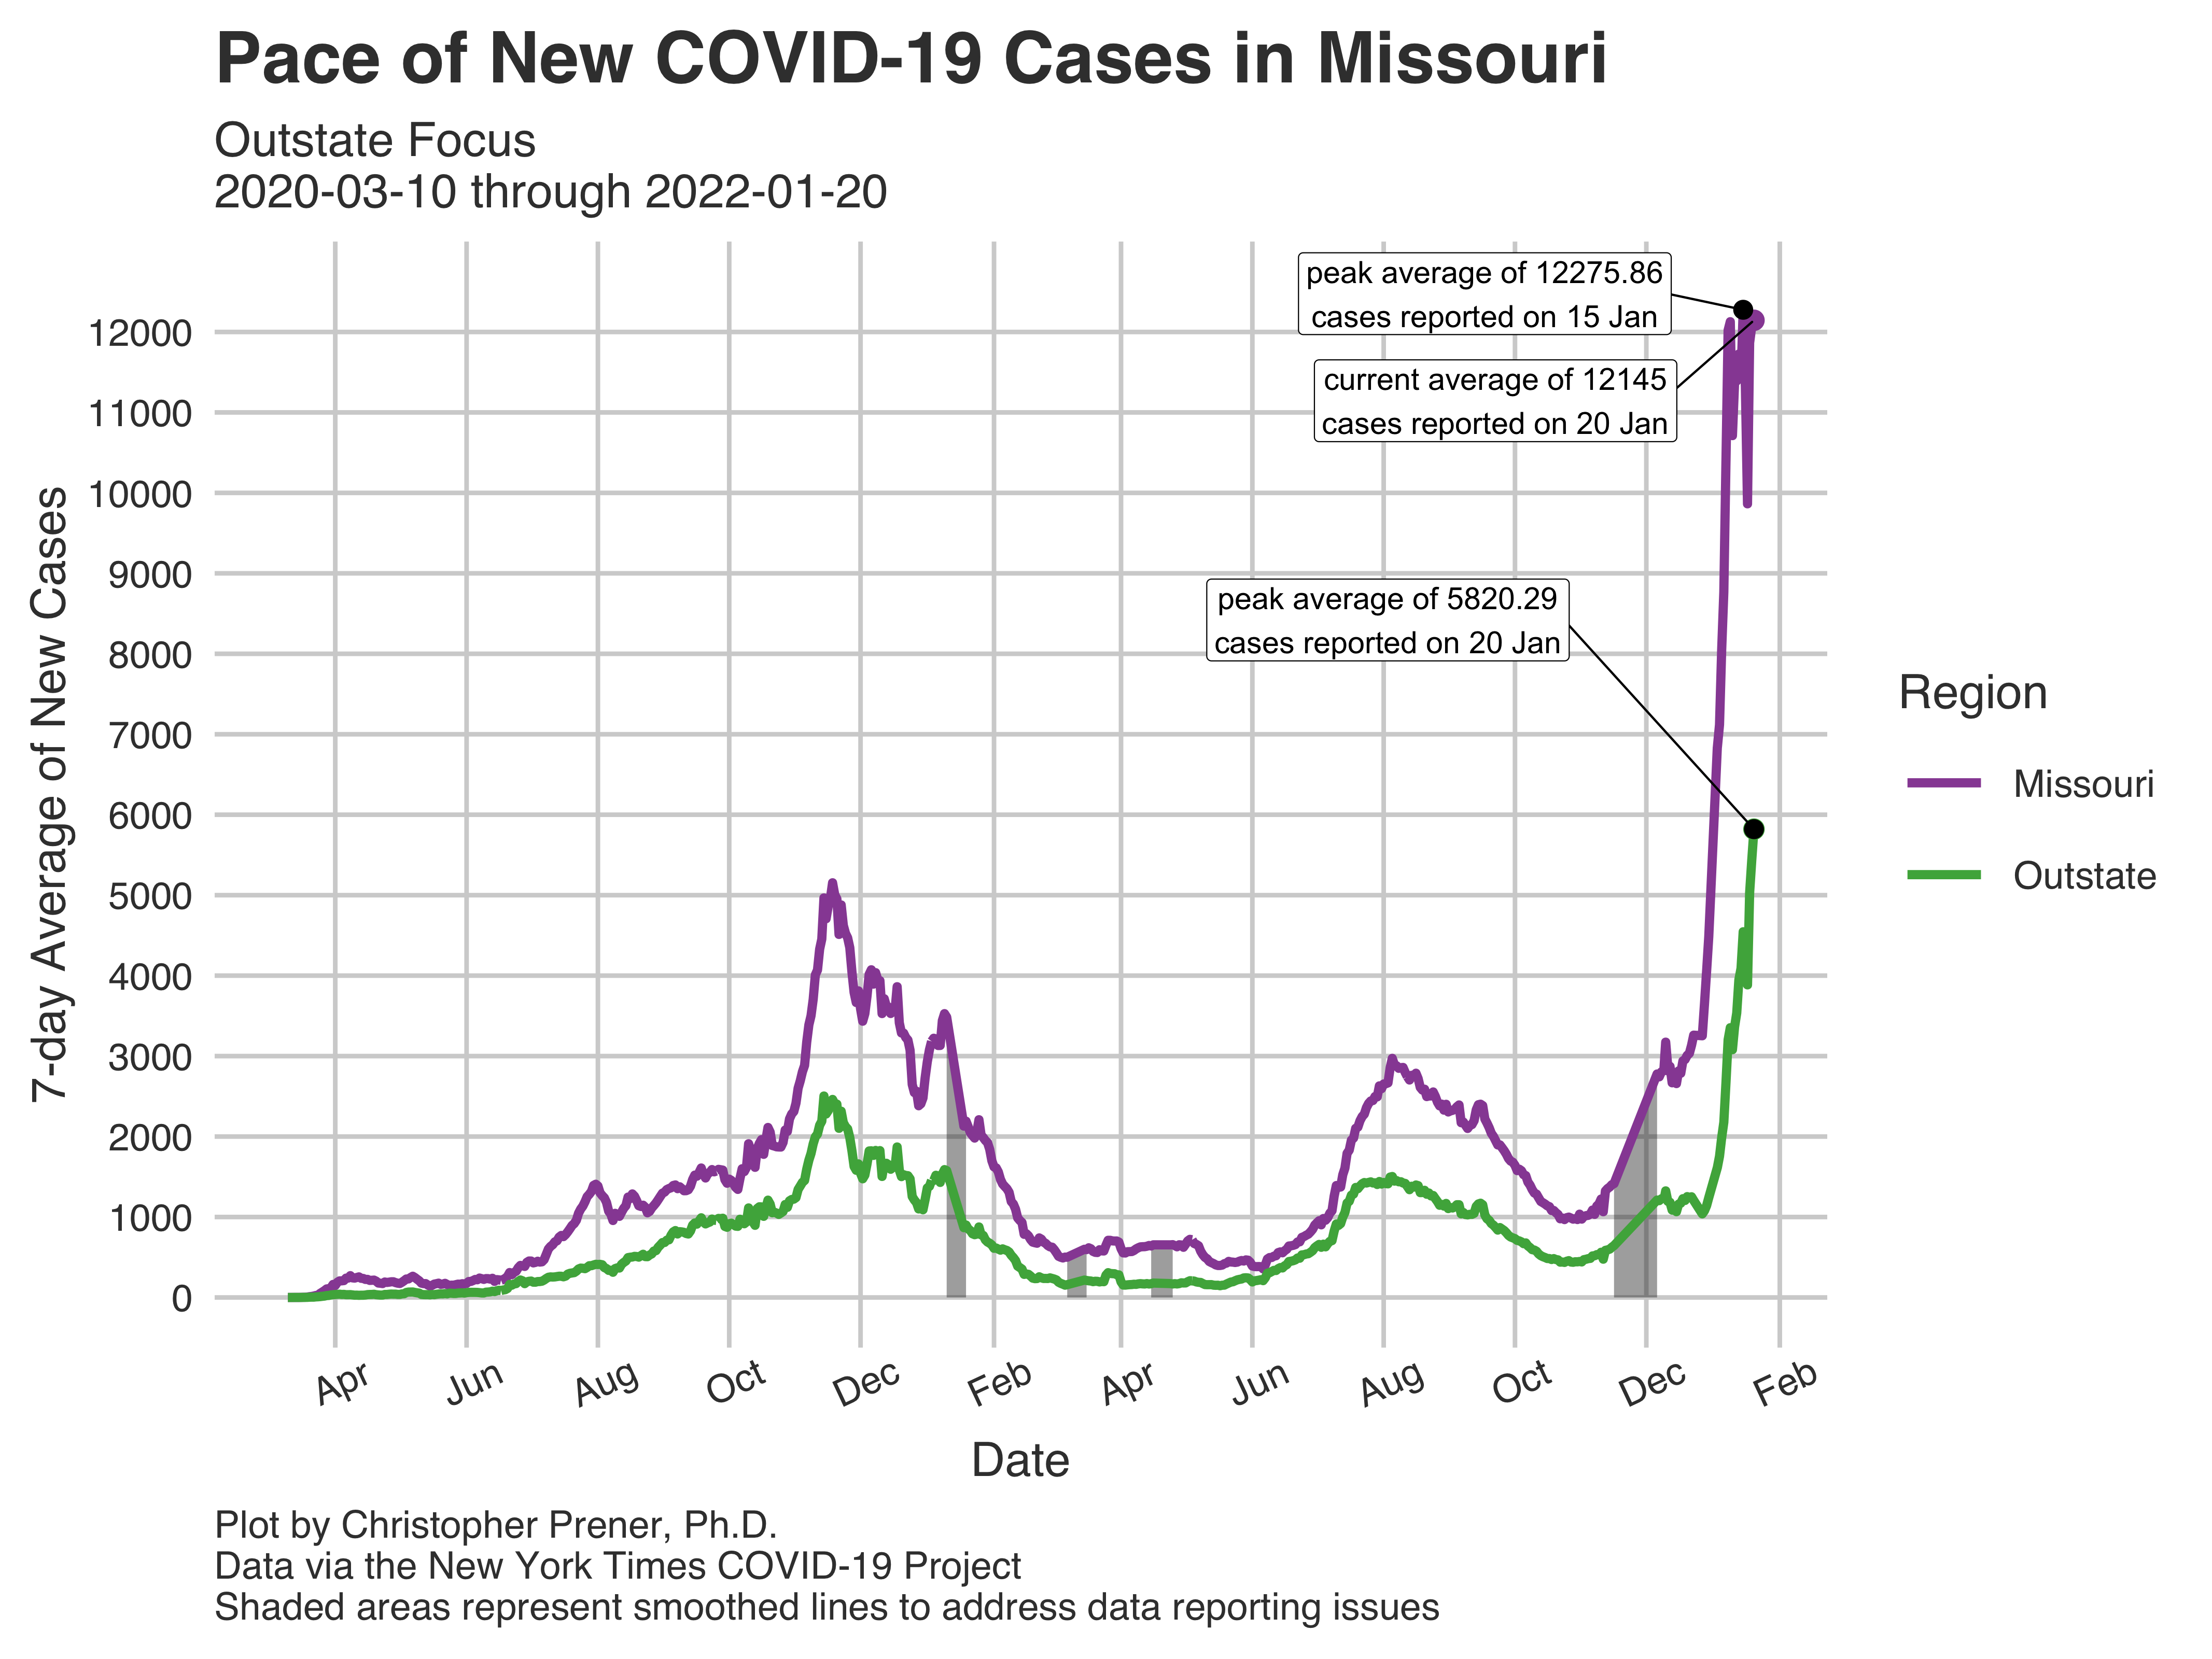 Pace of New COVID-19 Cases in Missouri
Outstate Focus
2020-03-10 through 2022-01-20
7-day Average of New Cases
12000
11000
10000
9000
8000
7000
6000
5000
4000
3000
2000
1000
0
peak average of 12275.86
cases reported on 15 Jan
current average of 12145
cases reported on 20 Jan
peak average of 5820.29
cases reported on 20 Jan
Region
Missouri
Outstate
Apr
Jun
Aug
Oct
Dec
Feb
Apr
Jun
Aug
Oct
Dec
Feb
Date
Plot by Christopher Prener, Ph.D.
Data via the New York Times COVID-19 Project
Shaded areas represent smoothed lines to address data reporting issues